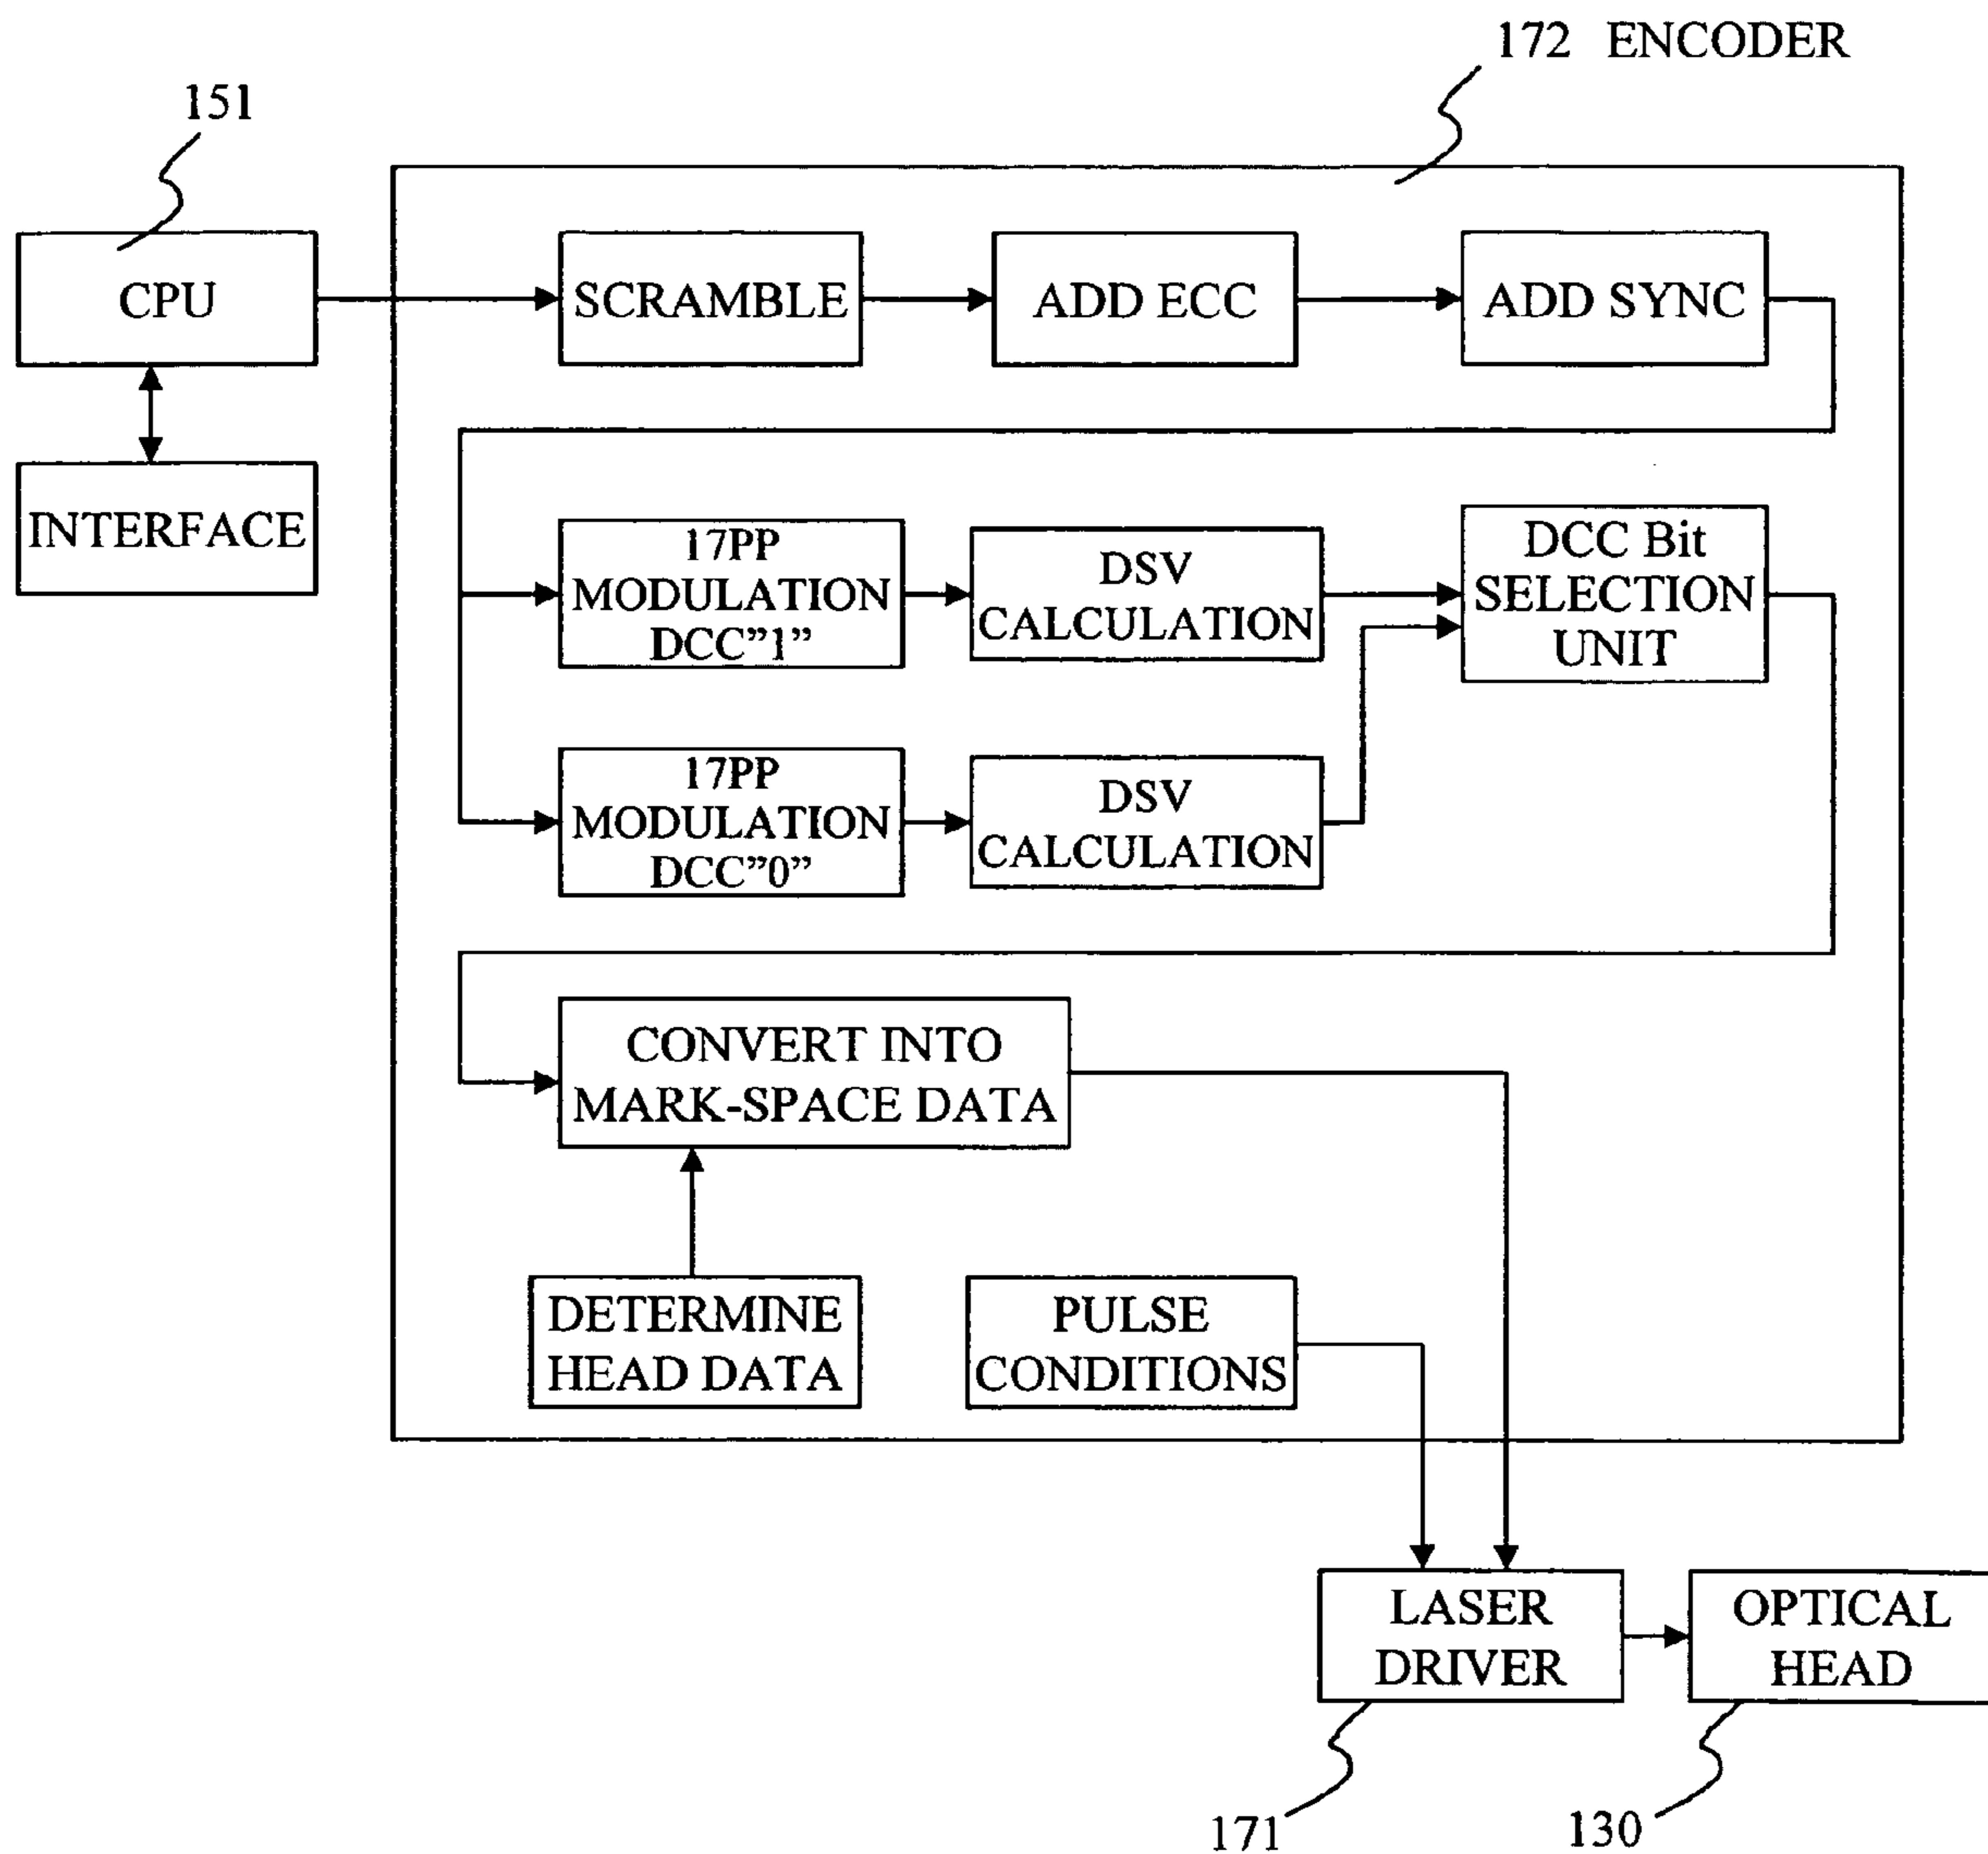 172 ENCODER
151
CPU
SCRAMBLE
ADD ECC
ADD SYNC
INTERFACE
17PP
MODULATION
DCC”1”
DSV
CALCULATION
DCC Bit
SELECTION
UNIT
17PP
MODULATION
DCC”0”
DSV
CALCULATION
CONVERT INTO
MARK-SPACE DATA
DETERMINE
HEAD DATA
PULSE
CONDITIONS
LASER
DRIVER
OPTICAL
HEAD
171
130